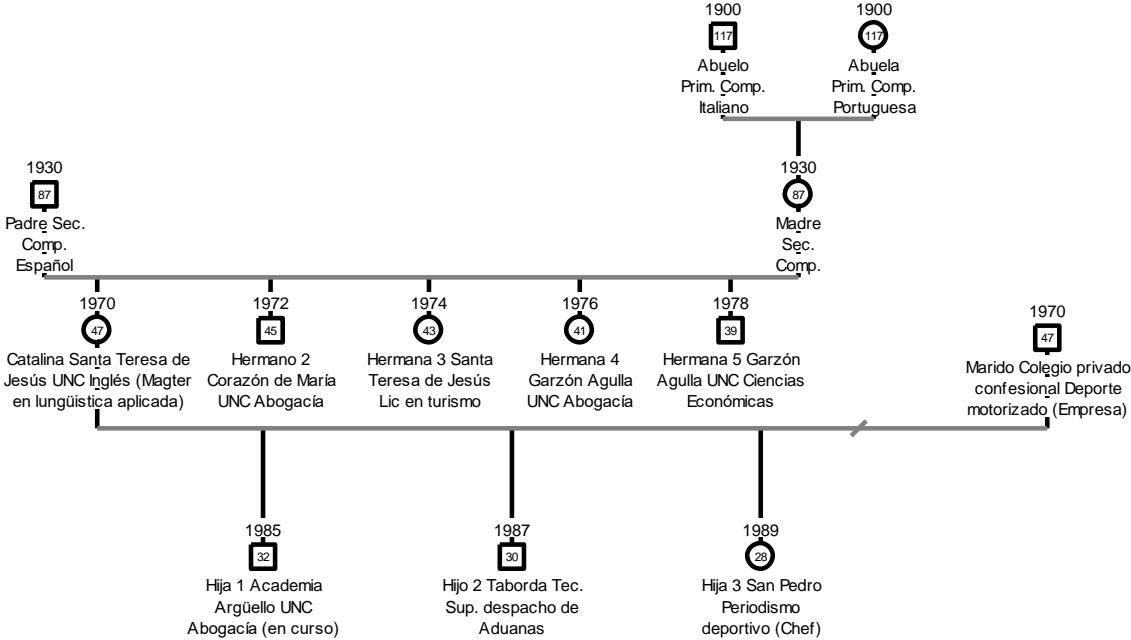 1900
117
Abuelo
Prim. Comp.
Italiano
1900
117
Abuela
Prim. Comp.
Portuguesa
1930
87
Padre Sec.
Comp.
Español
1930
87
Madre
Sec.
Comp.
1970
47
Catalina Santa Teresa de
Jesús UNC Inglés (Magter
en lungüistica aplicada)
1972
45
Hermano 2
Corazón de María
UNC Abogacía
1974
43
Hermana 3 Santa
Teresa de Jesús
Lic en turismo
1976
41
Hermana 4
Garzón Agulla
UNC Abogacía
1978
39
Hermana 5 Garzón
Agulla UNC Ciencias
Económicas
1970
47
Marido Colegio privado
confesional Deporte
motorizado (Empresa)
1985
32
Hija 1 Academia
Argüello UNC
Abogacía (en curso)
1987
30
Hijo 2 Taborda Tec.
Sup. despacho de
Aduanas
1989
28
Hija 3 San Pedro
Periodismo
deportivo (Chef)